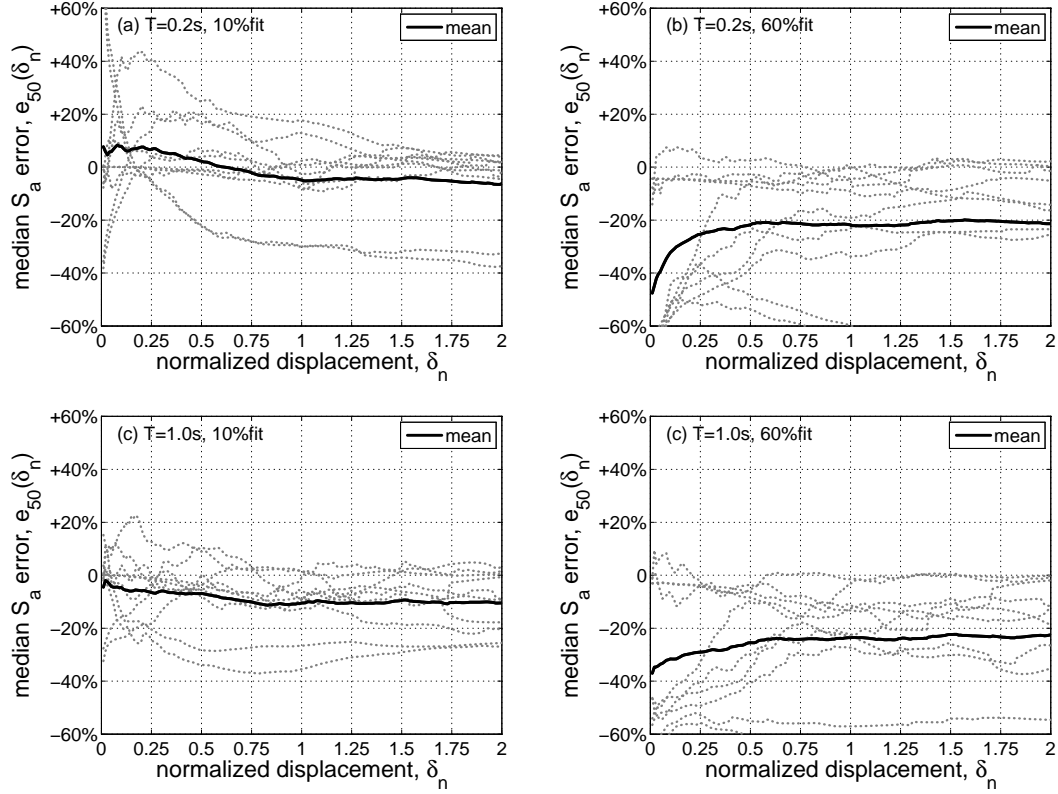 (a) T=0.2s, 10%fit
mean
+60%
+40%
+20%
0
−20%
−40%
−60%
median S_a error, e_50(δ_n)
0 0.25 0.5 0.75 1 1.25 1.5 1.75 2
normalized displacement, δ_n
(b) T=0.2s, 60%fit
mean
+60%
+40%
+20%
0
−20%
−40%
−60%
median S_a error, e_50(δ_n)
0 0.25 0.5 0.75 1 1.25 1.5 1.75 2
normalized displacement, δ_n
(c) T=1.0s, 10%fit
mean
+60%
+40%
+20%
0
−20%
−40%
−60%
median S_a error, e_50(δ_n)
0 0.25 0.5 0.75 1 1.25 1.5 1.75 2
normalized displacement, δ_n
(c) T=1.0s, 60%fit
mean
+60%
+40%
+20%
0
−20%
−40%
−60%
median S_a error, e_50(δ_n)
0 0.25 0.5 0.75 1 1.25 1.5 1.75 2
normalized displacement, δ_n